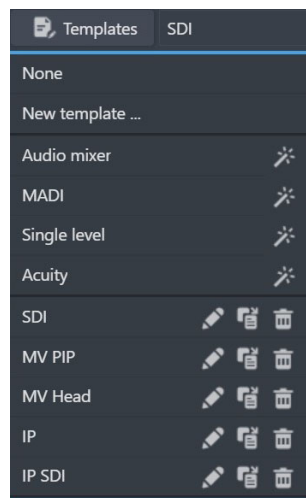 Templates SDI
None
New template ...
Audio mixer
MADI
Single level
Acuity
SDI
MV PIP
MV Head
IP
IP SDI